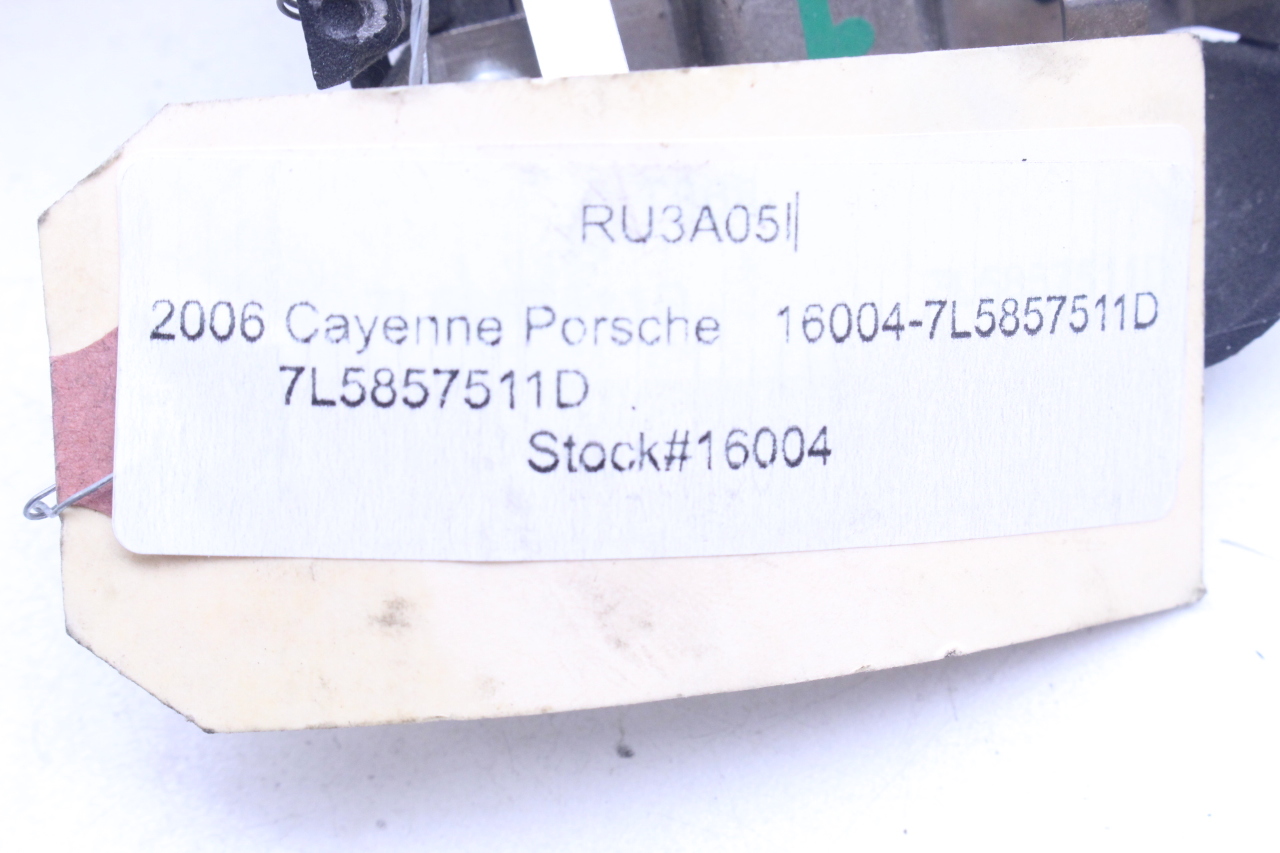 RU3A05I
2006 Cayenne Porsche 16004-7L5857511D
7L5857511D
Stock#16004